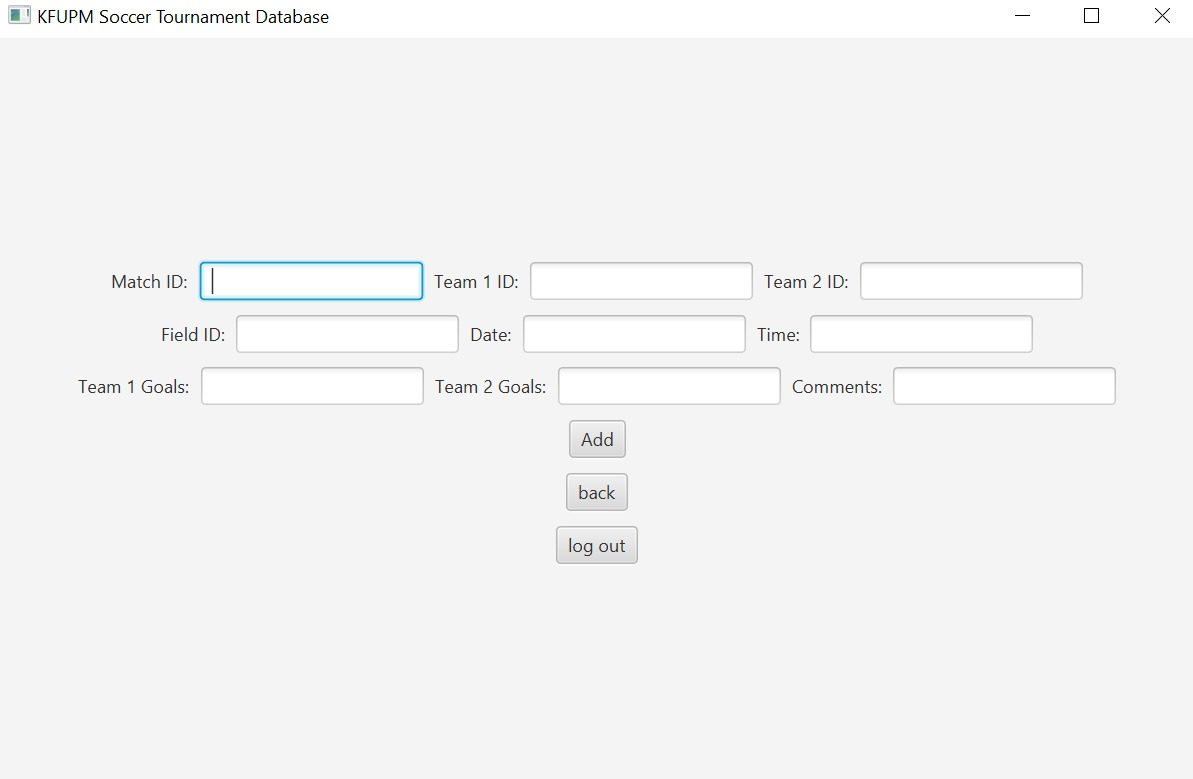 KFUPM Soccer Tournament Database
Match ID: Team 1 ID: Team 2 ID:
Field ID: Date: Time:
Team 1 Goals: Team 2 Goals: Comments:
Add
back
log out